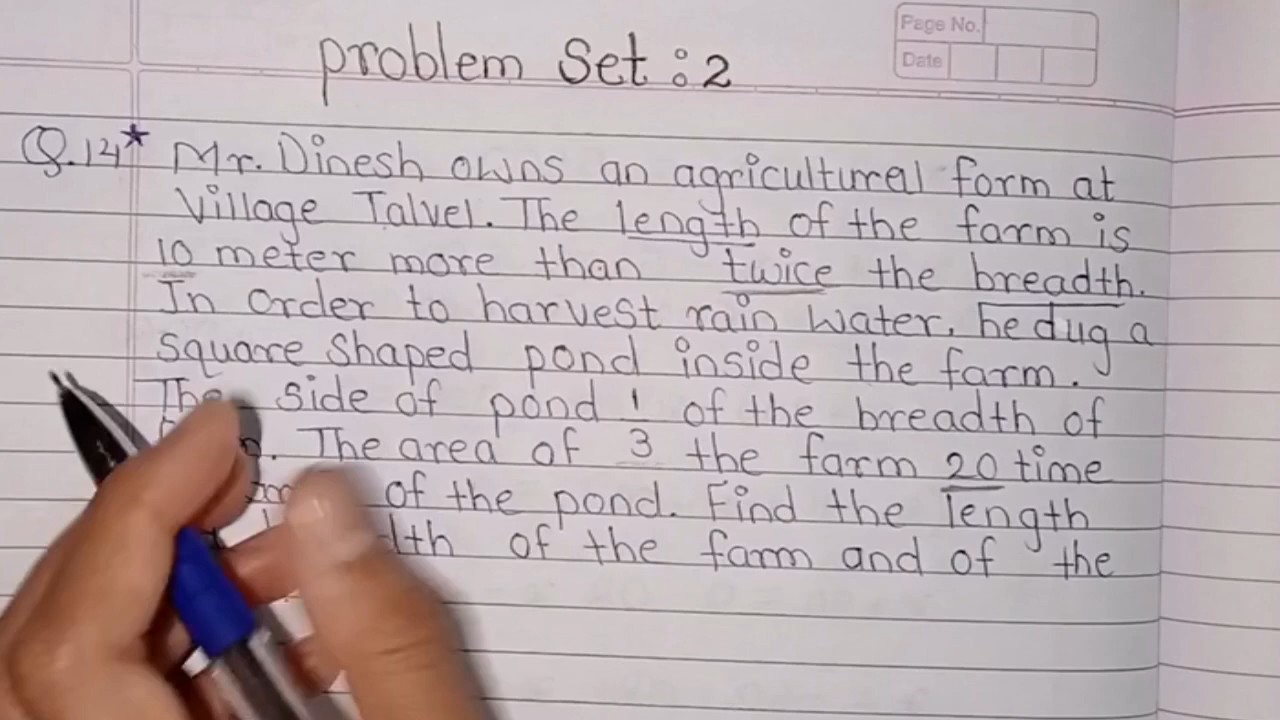 Page No.
Date
problem Set : 2
Q.14* Mr. Dinesh owns an agricultural form at
Village Talvel. The length of the farm is
10 meter more than twice the breadth.
In order to harvest rain water, he dug a
square shaped pond inside the farm.
The side of pond 1 of the breadth of
The area of 3 the farm 20 time
of the pond. Find the length
of the farm and of the